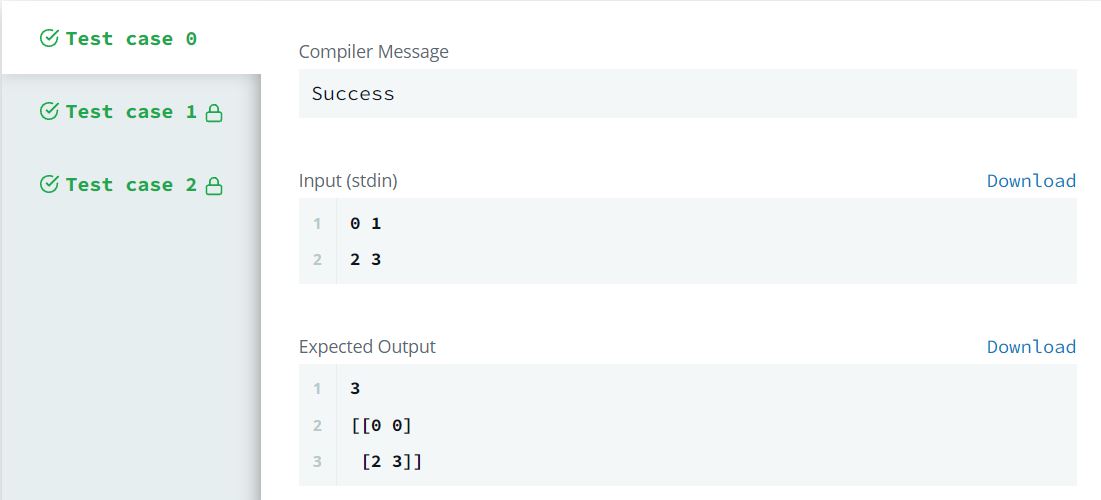 Test case 0
Test case 1
Test case 2
Compiler Message
Success
Input (stdin)
Download
1 0 1
2 2 3
Expected Output
Download
1 3
2 [[0 0]
3 [2 3]]